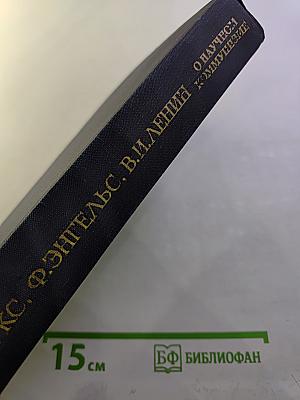 КС, Ф.ЭНГЕЛЬС, В.И.ЛЕНИН
О НАУЧНОМ
КОММУНИЗМЕ
15 см
БФ БИБЛИОФАН